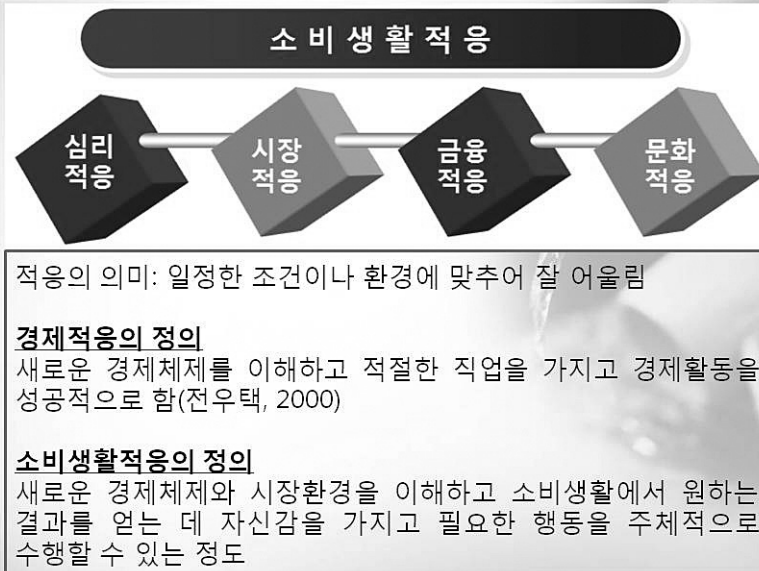 소비생활적응
심리
적응
시장
적응
금융
적응
문화
적응
적응의 의미: 일정한 조건이나 환경에 맞추어 잘 어울림
경제적응의 정의
새로운 경제체제를 이해하고 적절한 직업을 가지고 경제활동을
성공적으로 함(전우택, 2000)
소비생활적응의 정의
새로운 경제체제와 시장환경을 이해하고 소비생활에서 원하는
결과를 얻는 데 자신감을 가지고 필요한 행동을 주체적으로
수행할 수 있는 정도